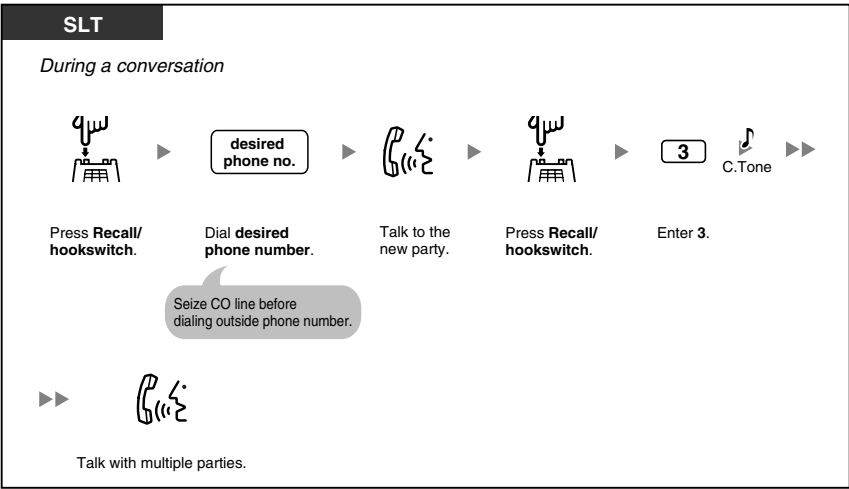 SLT
During a conversation
desired
phone no.
3
C.Tone
Press Recall/
hookswitch.
Dial desired
phone number.
Talk to the
new party.
Press Recall/
hookswitch.
Enter 3.
Seize CO line before
dialing outside phone number.
Talk with multiple parties.